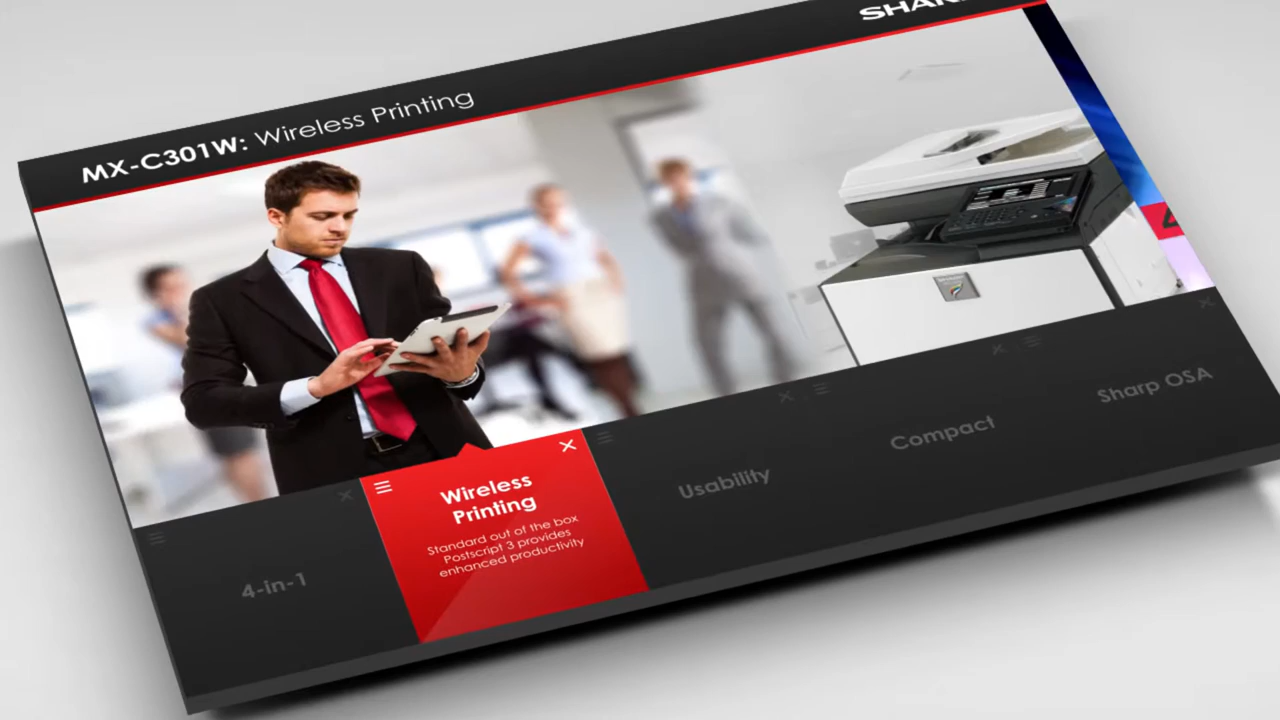 MX-C301W: Wireless Printing
4-in-1
Wireless
Printing
Standard out of the box
Postscript 3 provides
enhanced productivity
Usability
Compact
Sharp OSA